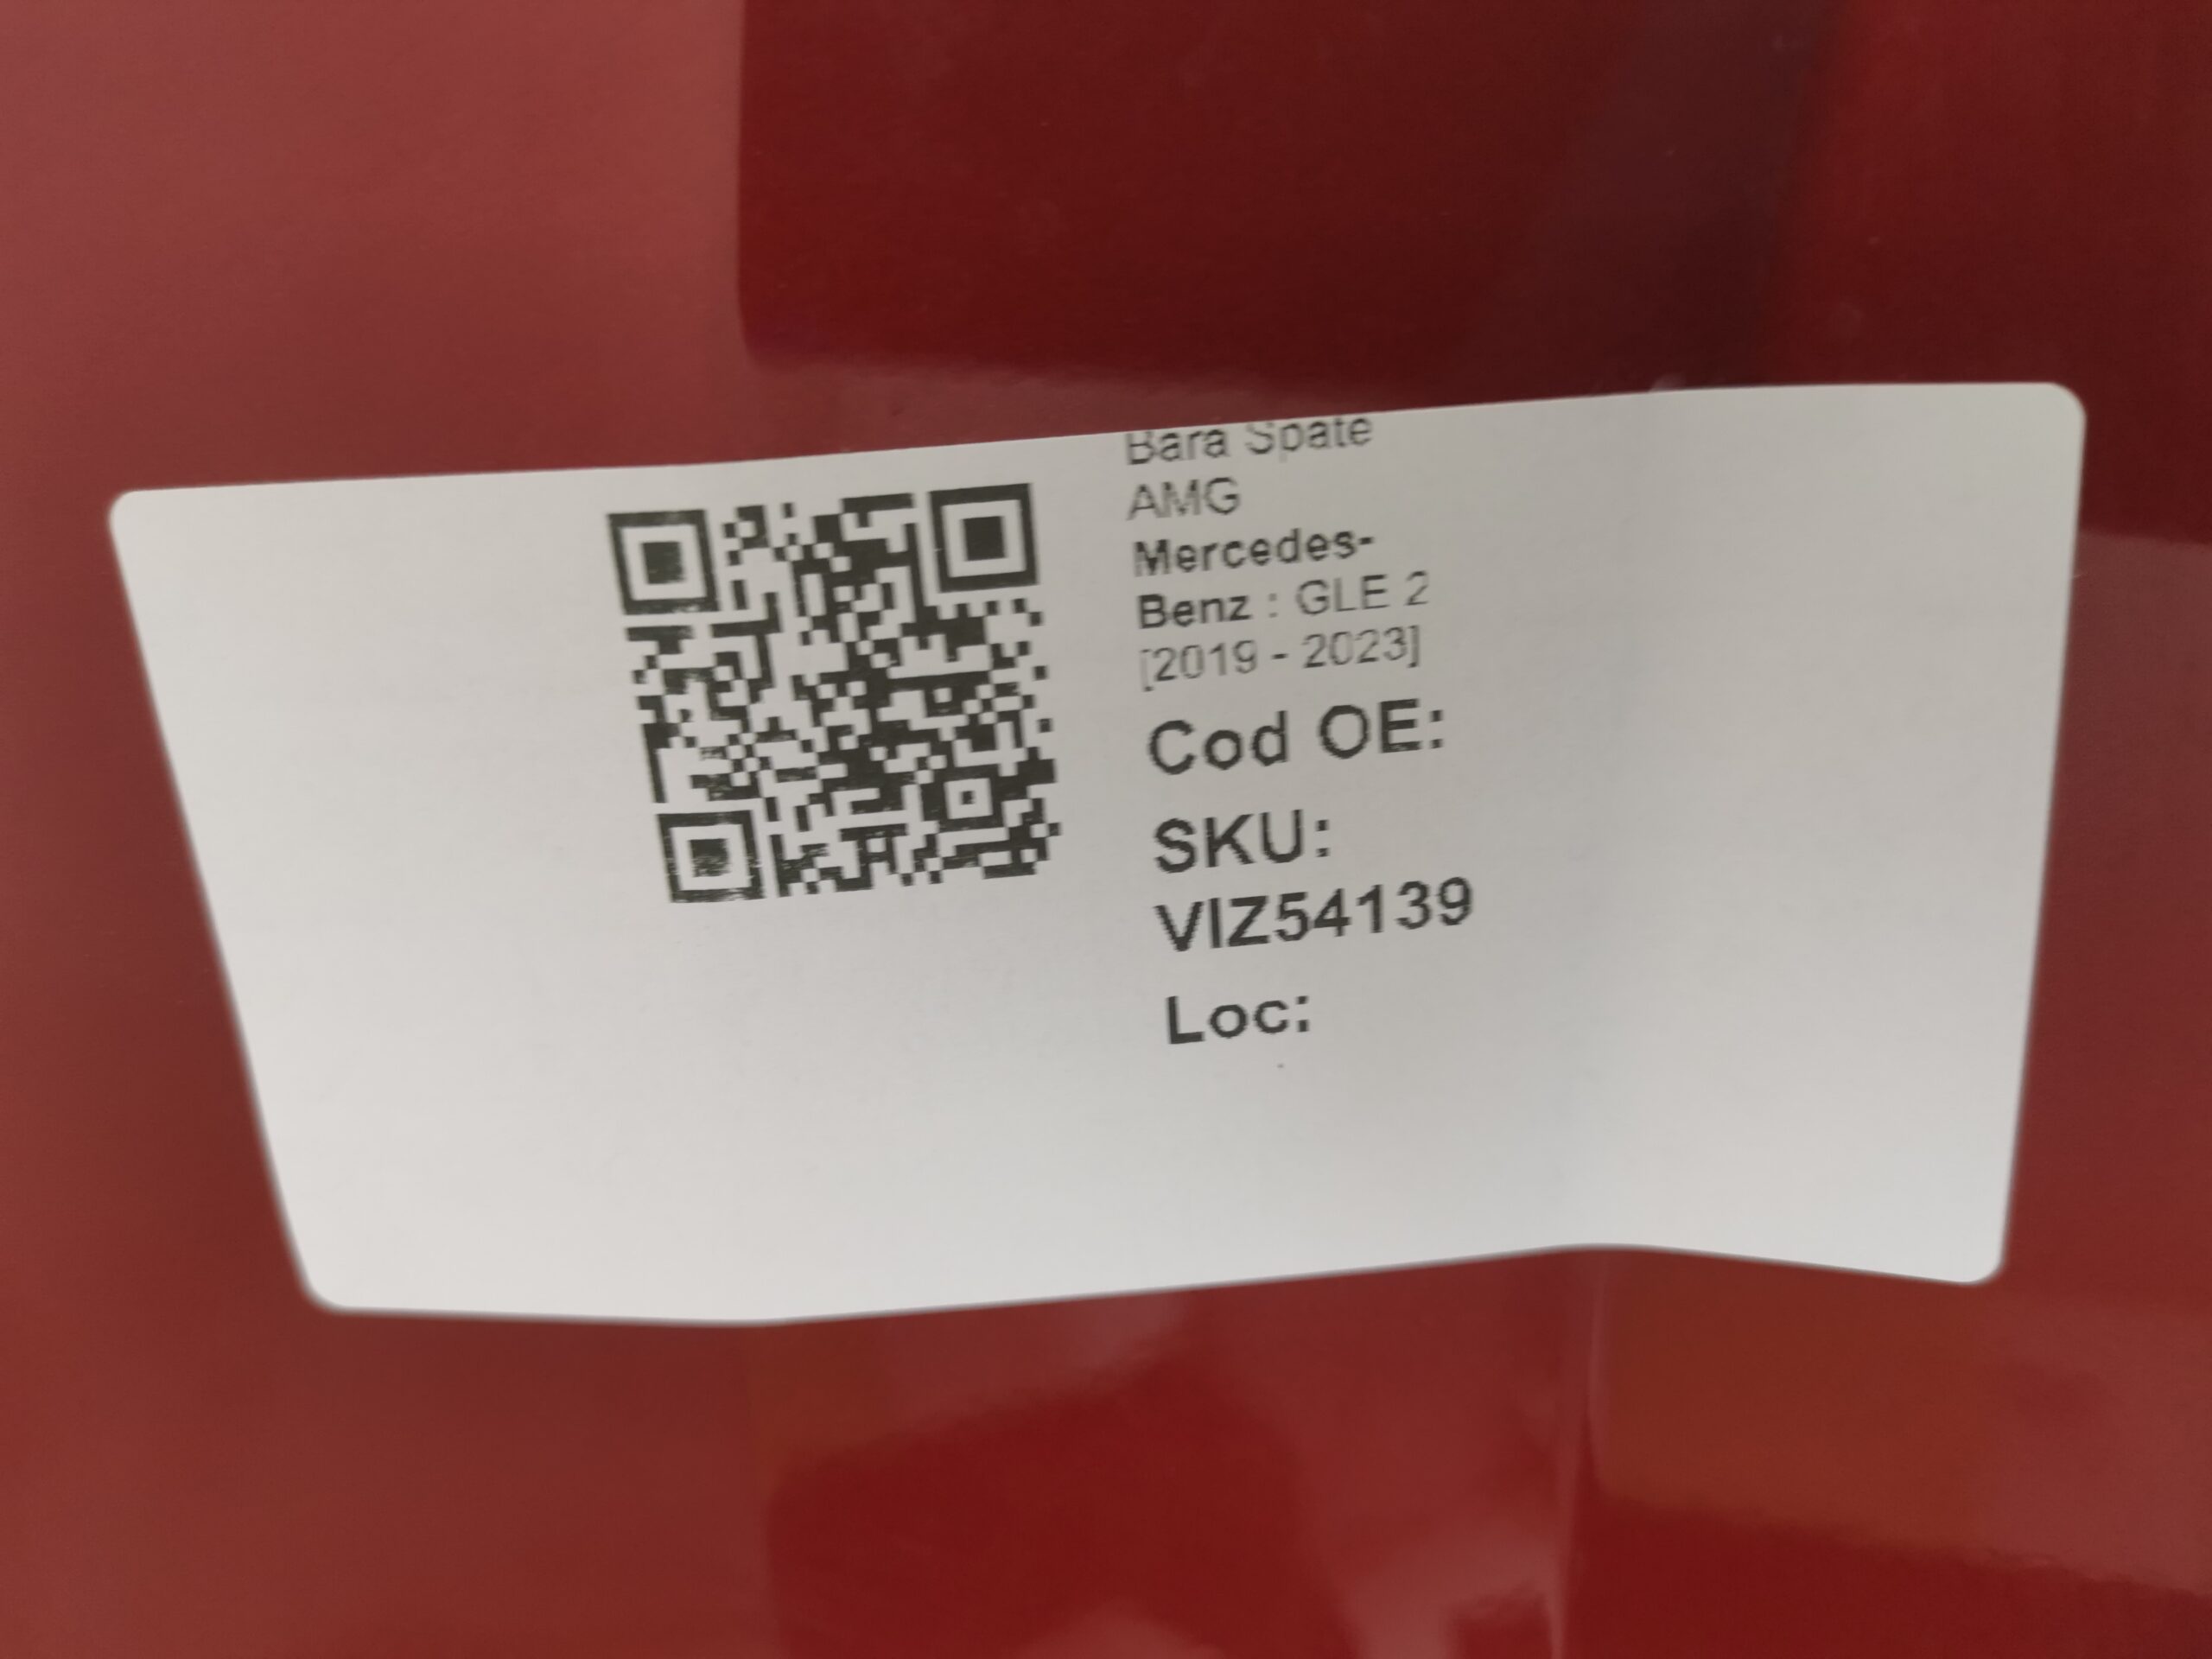 Bara Spate
AMG
Mercedes-
Benz : GLE 2
[2019 - 2023]
Cod OE:
SKU:
VIZ54139
Loc: